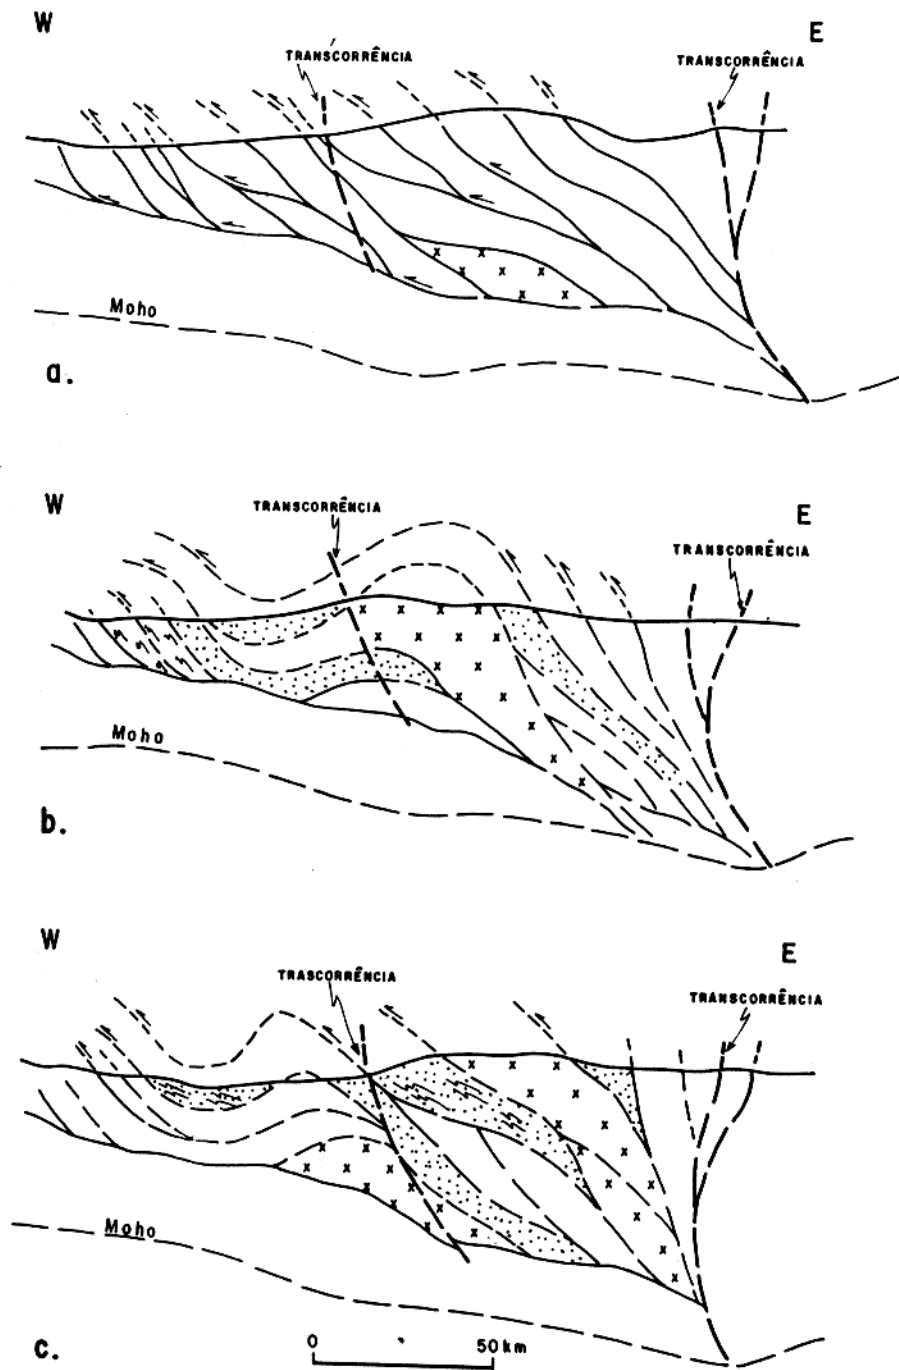 W
E
TRANSCORRÊNCIA
TRANSCORRÊNCIA
Moho
a.
W
E
TRANSCORRÊNCIA
TRANSCORRÊNCIA
Moho
b.
W
E
TRASCORRÊNCIA
TRANSCORRÊNCIA
Moho
0 50 km
c.